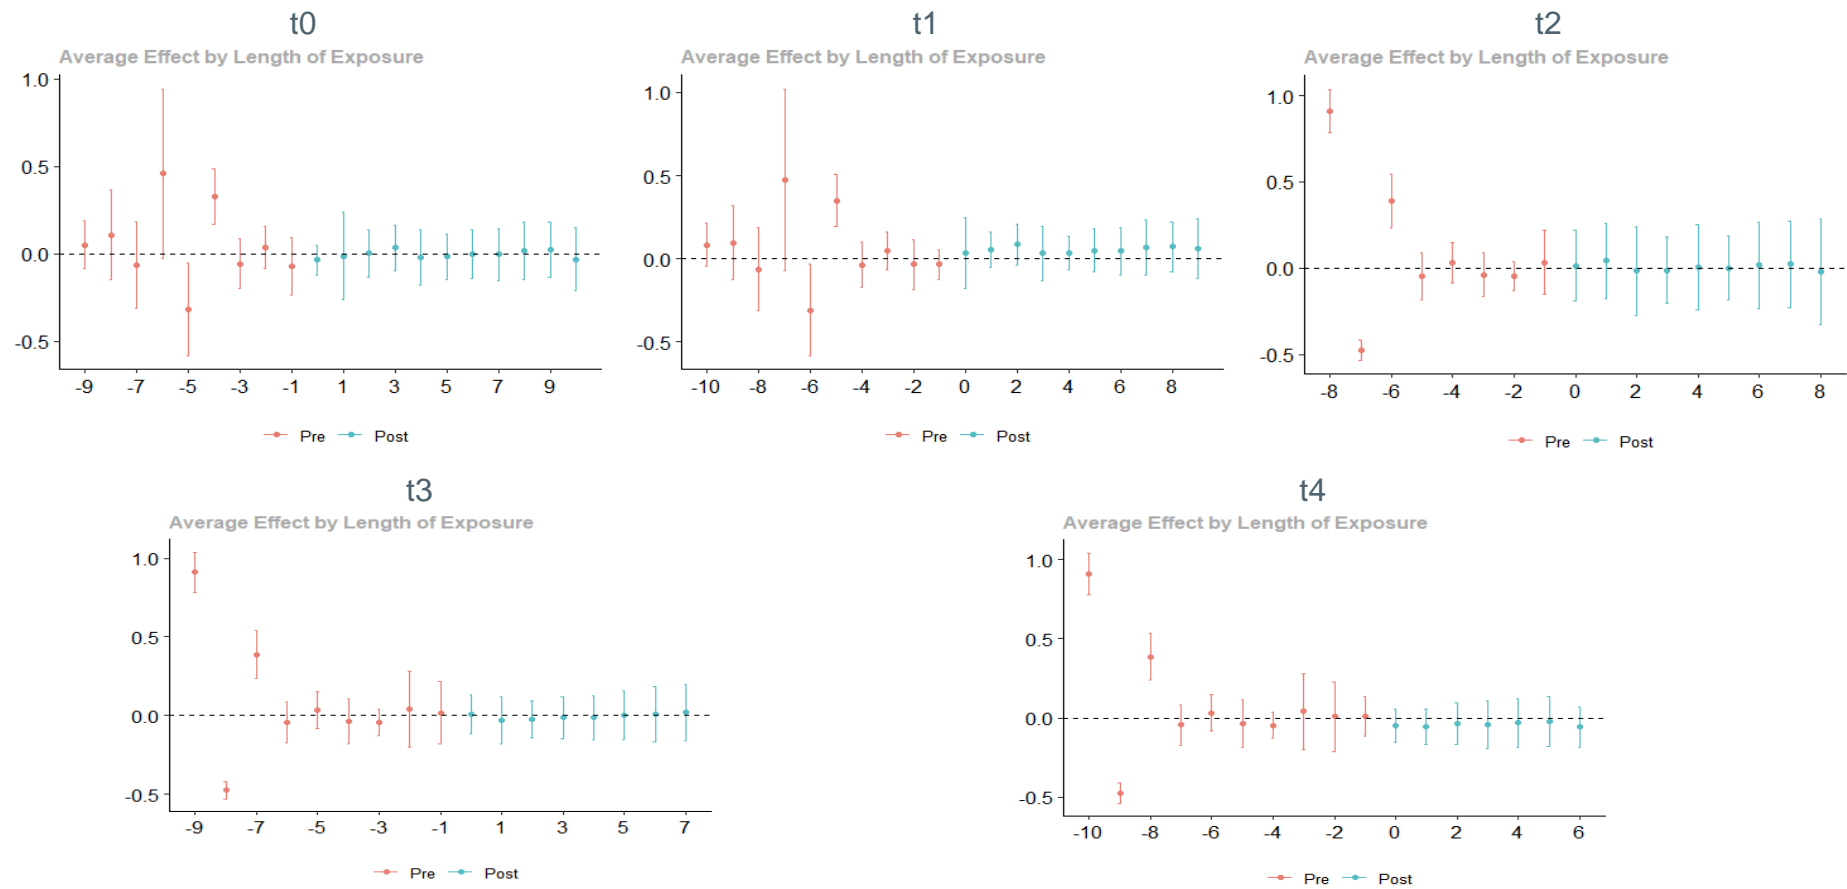 t0
Average Effect by Length of Exposure
1.0
0.5
0.0
-0.5
-9 -7 -5 -3 -1 1 3 5 7 9
Pre Post
t1
Average Effect by Length of Exposure
1.0
0.5
0.0
-0.5
-10 -8 -6 -4 -2 0 2 4 6 8
Pre Post
t2
Average Effect by Length of Exposure
1.0
0.5
0.0
-0.5
-8 -6 -4 -2 0 2 4 6 8
Pre Post
t3
Average Effect by Length of Exposure
1.0
0.5
0.0
-0.5
-9 -7 -5 -3 -1 1 3 5 7
Pre Post
t4
Average Effect by Length of Exposure
1.0
0.5
0.0
-0.5
-10 -8 -6 -4 -2 0 2 4 6
Pre Post